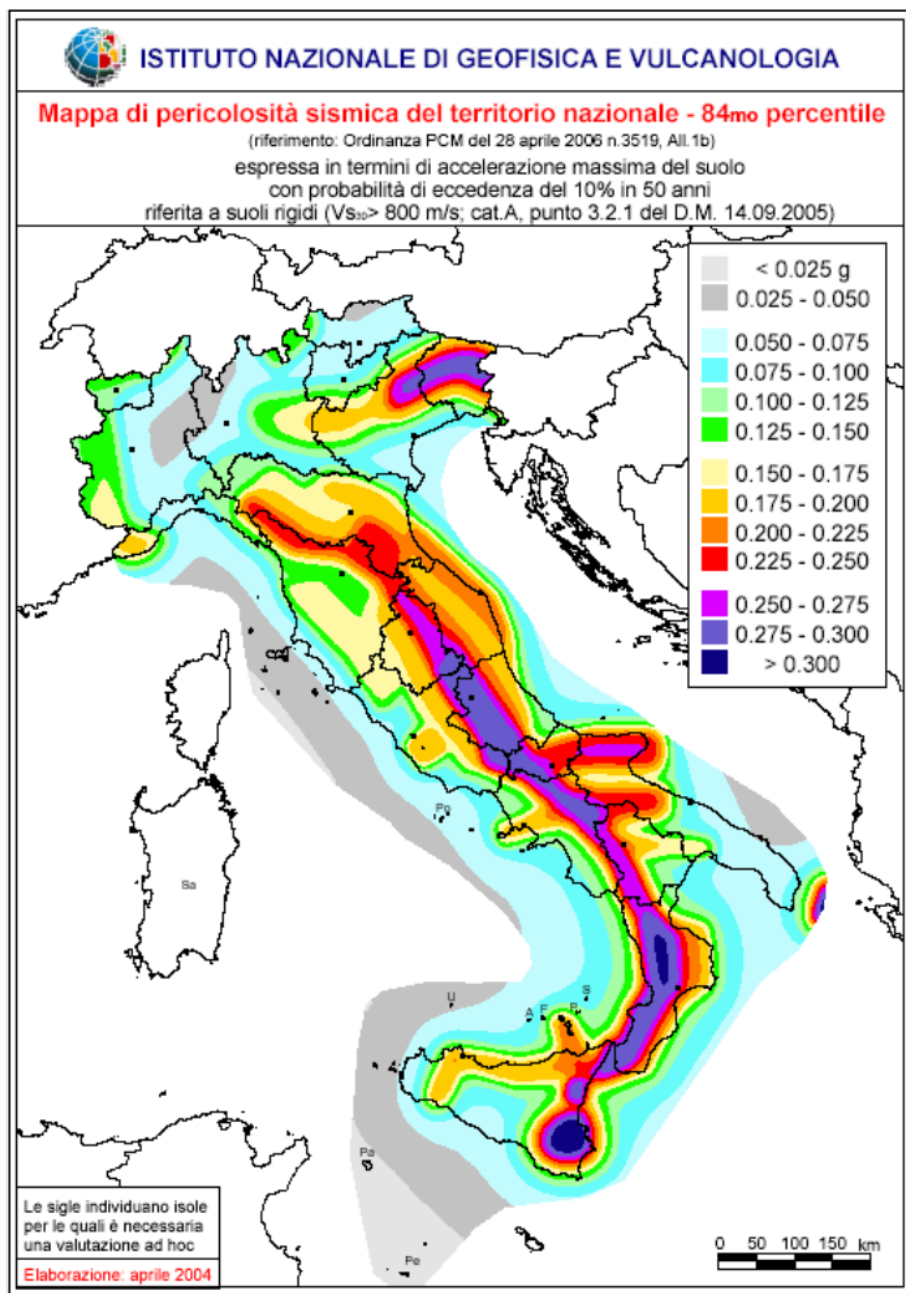 ISTITUTO NAZIONALE DI GEOFISICA E VULCANOLOGIA
Mappa di pericolosità sismica del territorio nazionale - 84mo percentile
(riferimento: Ordinanza PCM del 28 aprile 2006 n.3519, All.1b)
espressa in termini di accelerazione massima del suolo
con probabilità di eccedenza del 10% in 50 anni
riferita a suoli rigidi (Vs30> 800 m/s; cat.A, punto 3.2.1 del D.M. 14.09.2005)
< 0.025 g
0.025 - 0.050
0.050 - 0.075
0.075 - 0.100
0.100 - 0.125
0.125 - 0.150
0.150 - 0.175
0.175 - 0.200
0.200 - 0.225
0.225 - 0.250
0.250 - 0.275
0.275 - 0.300
> 0.300
Po
Sa
S
U
A F
Pa
Pe
Le sigle individuano isole
per le quali è necessaria
una valutazione ad hoc
Elaborazione: aprile 2004
0 50 100 150 km